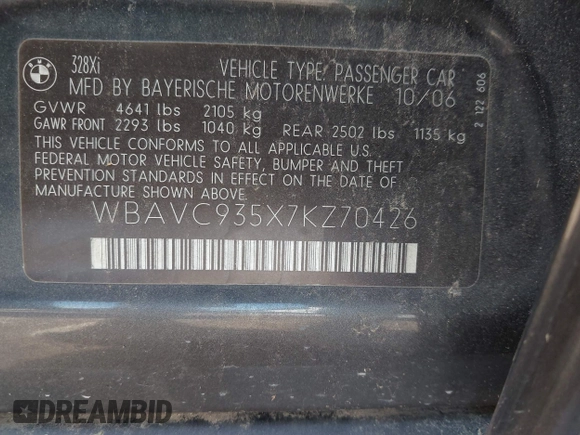 BMW
328Xi
VEHICLE TYPE: PASSENGER CAR
MFD BY BAYERISCHE MOTORENWERKE 10/06
GVWR 4641 lbs 2105 kg
GAWR FRONT 2293 lbs 1040 kg REAR 2502 lbs 1135 kg
THIS VEHICLE CONFORMS TO ALL APPLICABLE U.S.
FEDERAL MOTOR VEHICLE SAFETY, BUMPER AND THEFT
PREVENTION STANDARDS IN EFFECT ON THE DATE OF
MANUFACTURE SHOWN ABOVE.
WBAVC935X7KZ70426
2 122 606
4
DREAMBID